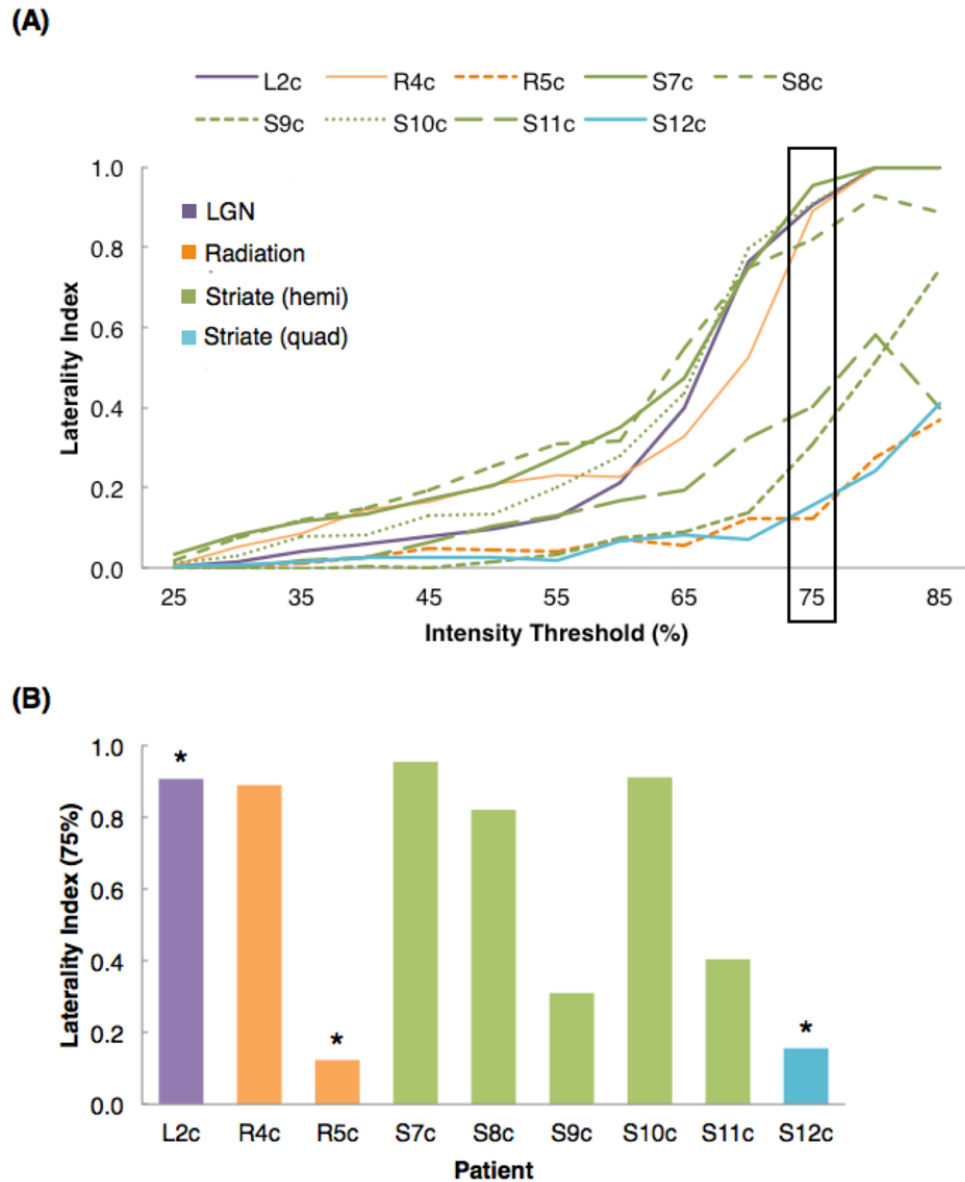 (A)
L2c R4c R5c S7c S8c
S9c S10c S11c S12c
Laterality Index
1.0
0.8
0.6
0.4
0.2
0.0
LGN
Radiation
Striate (hemi)
Striate (quad)
25 35 45 55 65 75 85
Intensity Threshold (%)
(B)
Laterality Index (75%)
1.0
0.8
0.6
0.4
0.2
0.0
* * *
L2c R4c R5c S7c S8c S9c S10c S11c S12c
Patient